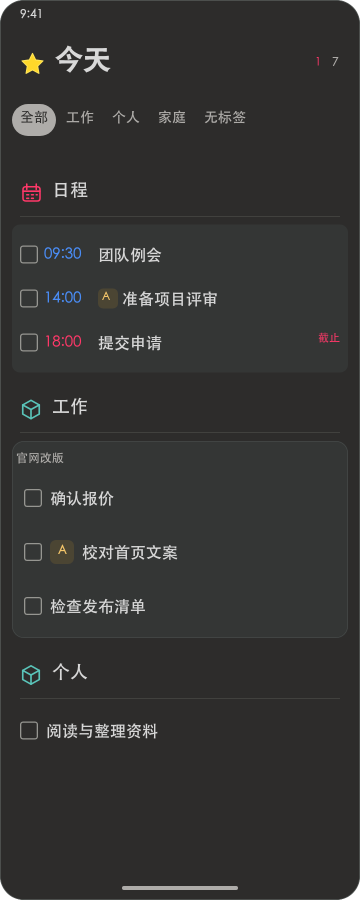 9:41
今天
1 7
全部 工作 个人 家庭 无标签
日程
09:30 团队例会
14:00 A 准备项目评审
18:00 提交申请 截止
工作
官网改版
确认报价
A 校对首页文案
检查发布清单
个人
阅读与整理资料